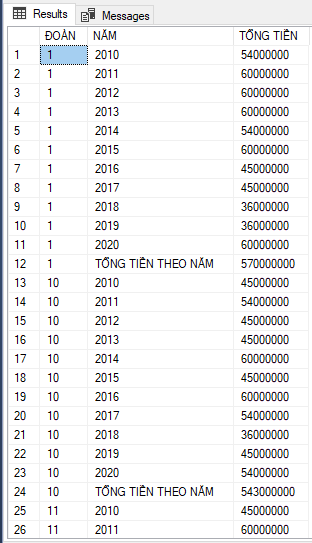 Results Messages
ĐOÀN NĂM TỔNG TIỀN
1 1 2010 54000000
2 1 2011 60000000
3 1 2012 60000000
4 1 2013 60000000
5 1 2014 54000000
6 1 2015 60000000
7 1 2016 45000000
8 1 2017 45000000
9 1 2018 36000000
10 1 2019 36000000
11 1 2020 60000000
12 1 TỔNG TIỀN THEO NĂM 570000000
13 10 2010 45000000
14 10 2011 54000000
15 10 2012 45000000
16 10 2013 45000000
17 10 2014 60000000
18 10 2015 45000000
19 10 2016 60000000
20 10 2017 54000000
21 10 2018 36000000
22 10 2019 45000000
23 10 2020 54000000
24 10 TỔNG TIỀN THEO NĂM 543000000
25 11 2010 45000000
26 11 2011 60000000